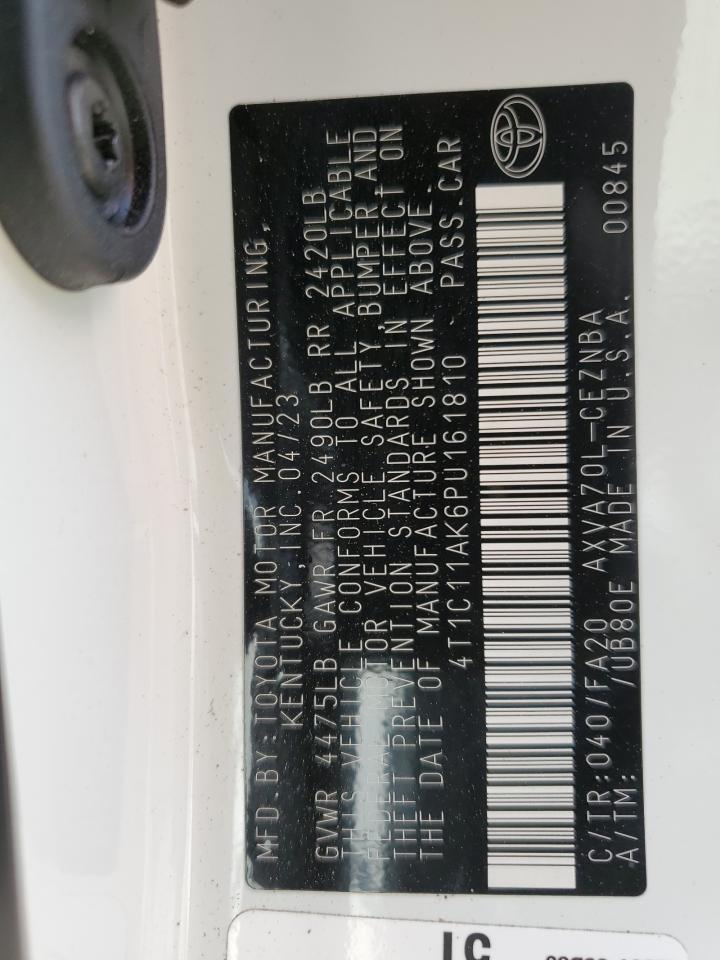 MFD.BY:TOYOTA MOTOR MANUFACTURING,
KENTUCKY,INC.04/23
GVWR 4475LB GAWR FR 2490LB RR 2420LB
THIS VEHICLE CONFORMS TO ALL APPLICABLE
FEDERAL MOTOR VEHICLE SAFETY,BUMPER AND
THEFT PREVENTION STANDARDS IN EFFECT ON
THE DATE OF MANUFACTURE SHOWN ABOVE.
4T1C11AK6PU161810 PASS.CAR
C/TR:040/FA20 AXVA70L-CEZNBA
A/TM: /UB80E MADE IN U.S.A. 00845